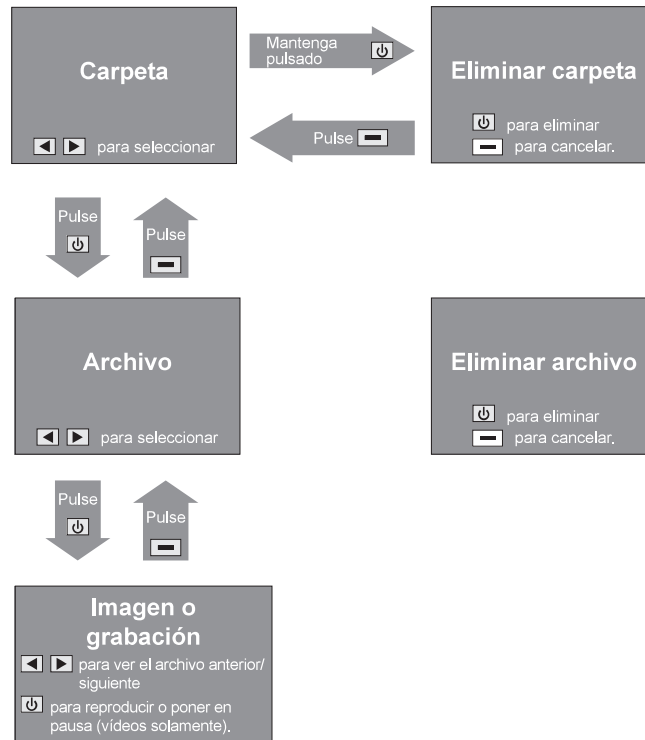 Carpeta
para seleccionar
Mantenga
pulsado
Pulse
Eliminar carpeta
para eliminar
para cancelar.
Pulse
Pulse
Archivo
para seleccionar
Eliminar archivo
para eliminar
para cancelar.
Pulse
Pulse
Imagen o
grabación
para ver el archivo anterior/
siguiente
para reproducir o poner en
pausa (vídeos solamente).